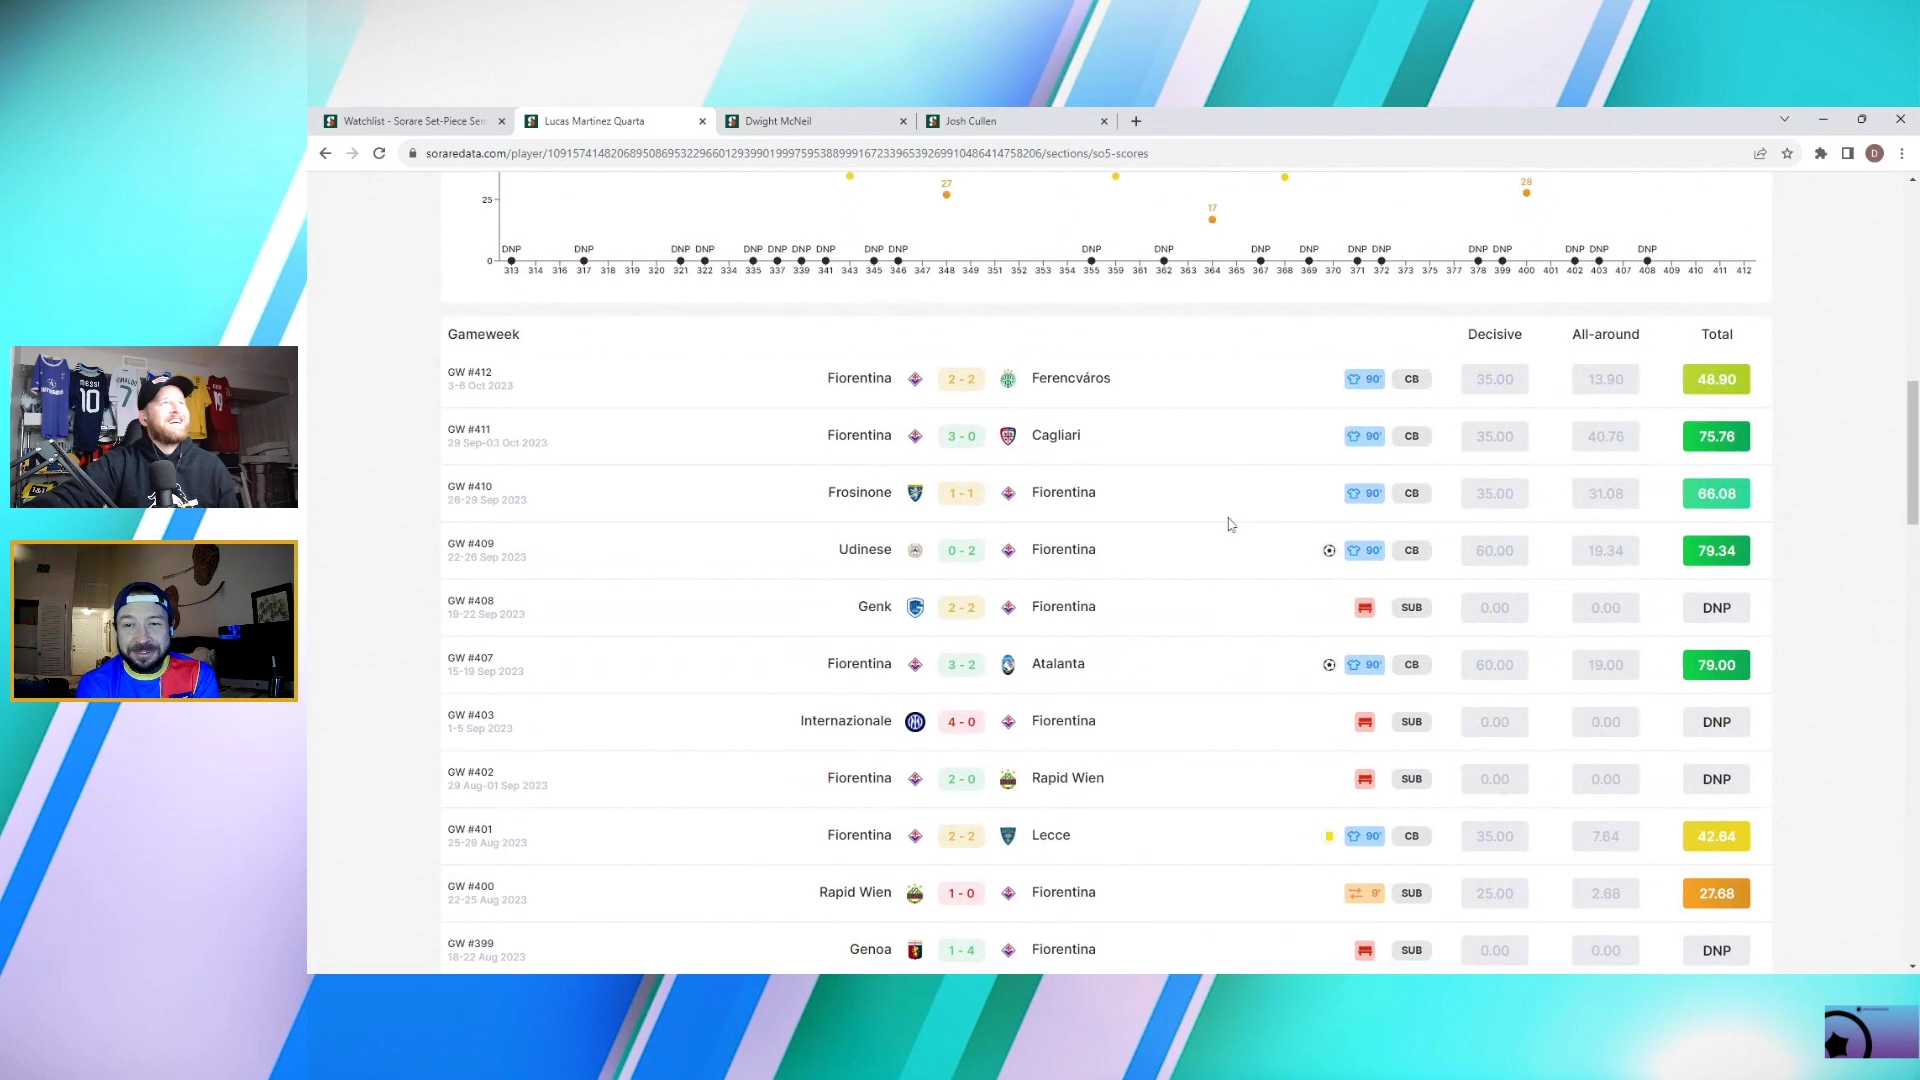 Watchlist - Sorare Set-Piece Sen
Lucas Martinez Quarta
Dwight McNeil
Josh Cullen
soraredata.com/player/109157414820689508695322966012939901999759538899916723396539269910486414758206/sections/so5-scores
D
27
28
17
25
DNP DNP DNP DNP DNP DNP DNP DNP DNP DNP DNP DNP DNP DNP DNP DNP DNP DNP DNP DNP DNP
0
313 314 316 317 318 319 320 321 322 334 335 337 339 341 343 345 346 347 348 349 351 352 353 354 355 359 361 362 363 364 365 367 368 369 370 371 372 373 375 377 378 399 400 401 402 403 407 408 409 410 411 412
Gameweek Decisive All-around Total
GW #412
3-6 Oct 2023
Fiorentina 2 - 2 Ferencváros 90' CB 35.00 13.90 48.90
GW #411
29 Sep-03 Oct 2023
Fiorentina 3 - 0 Cagliari 90' CB 35.00 40.76 75.76
GW #410
26-29 Sep 2023
Frosinone 1 - 1 Fiorentina 90' CB 35.00 31.08 66.08
GW #409
22-26 Sep 2023
Udinese 0 - 2 Fiorentina 90' CB 60.00 19.34 79.34
GW #408
19-22 Sep 2023
Genk 2 - 2 Fiorentina SUB 0.00 0.00 DNP
GW #407
15-19 Sep 2023
Fiorentina 3 - 2 Atalanta 90' CB 60.00 19.00 79.00
GW #403
1-5 Sep 2023
Internazionale 4 - 0 Fiorentina SUB 0.00 0.00 DNP
GW #402
29 Aug-01 Sep 2023
Fiorentina 2 - 0 Rapid Wien SUB 0.00 0.00 DNP
GW #401
25-29 Aug 2023
Fiorentina 2 - 2 Lecce 90' CB 35.00 7.64 42.64
GW #400
22-25 Aug 2023
Rapid Wien 1 - 0 Fiorentina 9' SUB 25.00 2.68 27.68
GW #399
18-22 Aug 2023
Genoa 1 - 4 Fiorentina SUB 0.00 0.00 DNP
MESSI
10
7
19